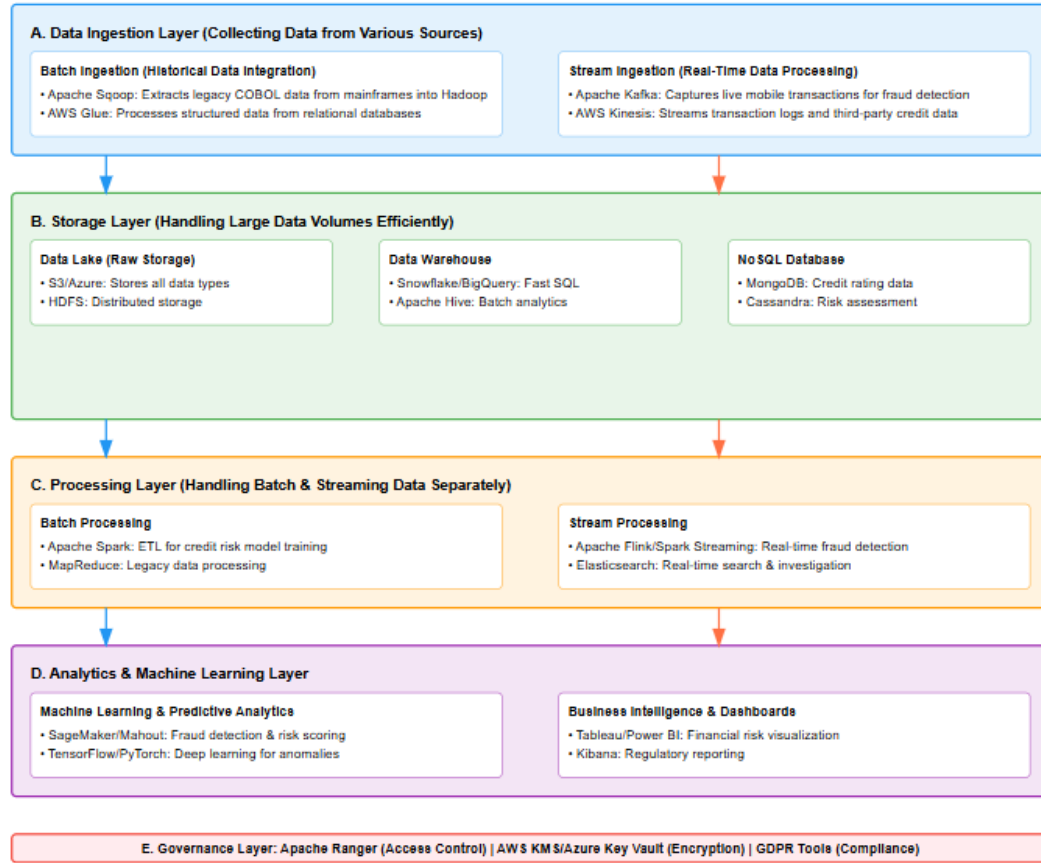 A. Data Ingestion Layer (Collecting Data from Various Sources)
Batch Ingestion (Historical Data Integration)
• Apache Sqoop: Extracts legacy COBOL data from mainframes into Hadoop
• AWS Glue: Processes structured data from relational databases
Stream Ingestion (Real-Time Data Processing)
• Apache Kafka: Captures live mobile transactions for fraud detection
• AWS Kinesis: Streams transaction logs and third-party credit data
B. Storage Layer (Handling Large Data Volumes Efficiently)
Data Lake (Raw Storage)
• S3/Azure: Stores all data types
• HDFS: Distributed storage
Data Warehouse
• Snowflake/BigQuery: Fast SQL
• Apache Hive: Batch analytics
NoSQL Database
• MongoDB: Credit rating data
• Cassandra: Risk assessment
C. Processing Layer (Handling Batch & Streaming Data Separately)
Batch Processing
• Apache Spark: ETL for credit risk model training
• MapReduce: Legacy data processing
Stream Processing
• Apache Flink/Spark Streaming: Real-time fraud detection
• Elasticsearch: Real-time search & investigation
D. Analytics & Machine Learning Layer
Machine Learning & Predictive Analytics
• SageMaker/Mahout: Fraud detection & risk scoring
• TensorFlow/PyTorch: Deep learning for anomalies
Business Intelligence & Dashboards
• Tableau/Power BI: Financial risk visualization
• Kibana: Regulatory reporting
E. Governance Layer: Apache Ranger (Access Control) | AWS KMS/Azure Key Vault (Encryption) | GDPR Tools (Compliance)